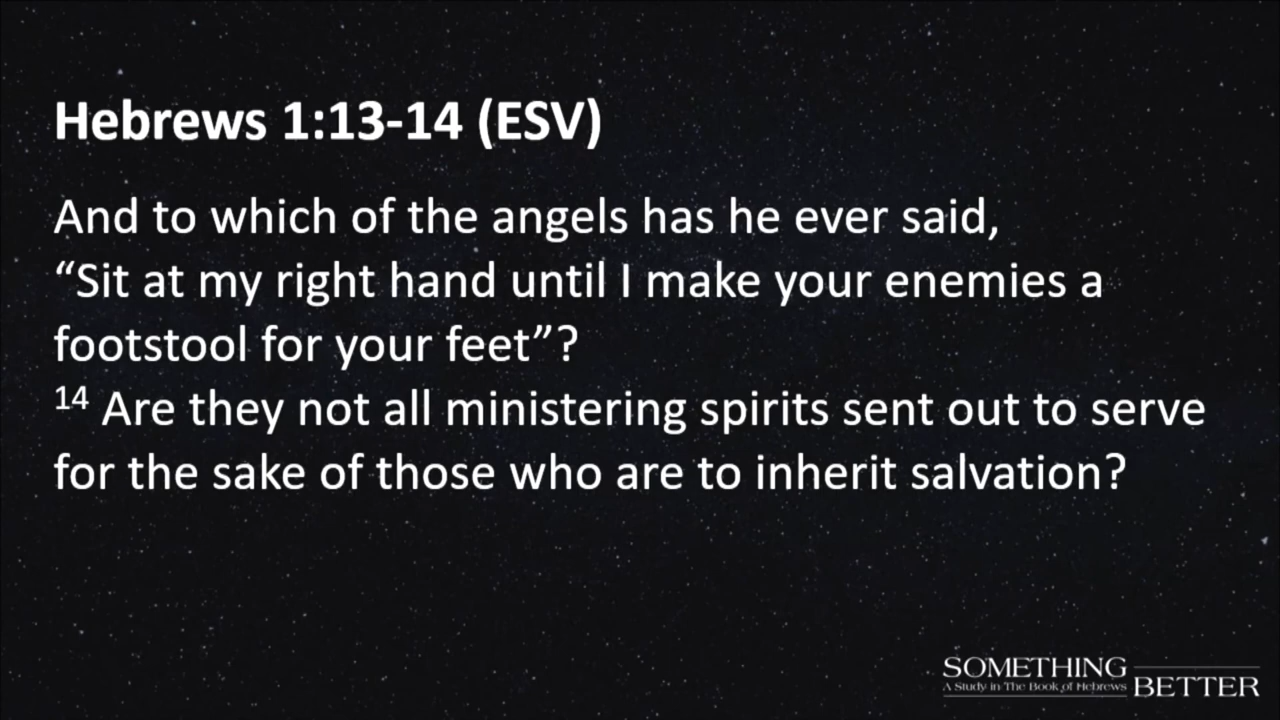 Hebrews 1:13-14 (ESV)
And to which of the angels has he ever said,
“Sit at my right hand until I make your enemies a
footstool for your feet”?
14 Are they not all ministering spirits sent out to serve
for the sake of those who are to inherit salvation?
SOMETHING
A Study in The Book of Hebrews BETTER